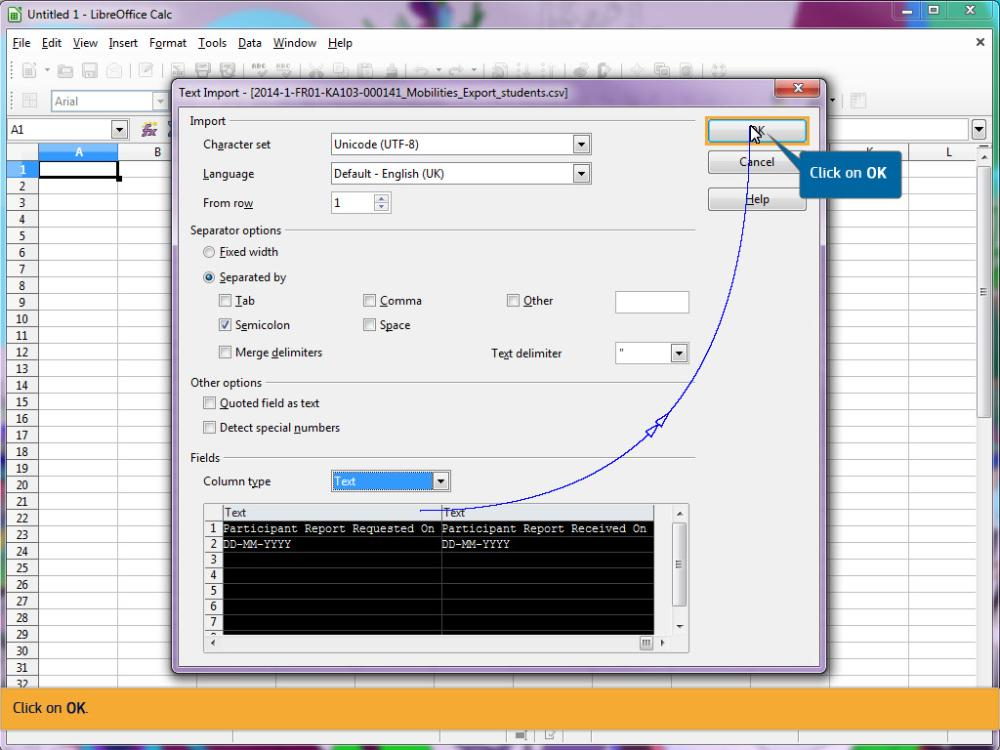 Untitled 1 - LibreOffice Calc
File Edit View Insert Format Tools Data Window Help
Arial
A1
A B K L
Text Import - [2014-1-FR01-KA103-000141_Mobilities_Export_students.csv]
Import
Character set Unicode (UTF-8)
Language Default - English (UK)
From row 1
OK
Cancel
Help
Click on OK
Separator options
Fixed width
Separated by
Tab Comma Other
Semicolon Space
Merge delimiters Text delimiter "
Other options
Quoted field as text
Detect special numbers
Fields
Column type Text
Text Text
1 Participant Report Requested On Participant Report Received On
2 DD-MM-YYYY DD-MM-YYYY
3
4
5
6
7
1
2
3
4
5
6
7
8
9
10
11
12
13
14
15
16
17
18
19
20
21
22
23
24
25
26
27
28
29
30
31
32
Click on OK.